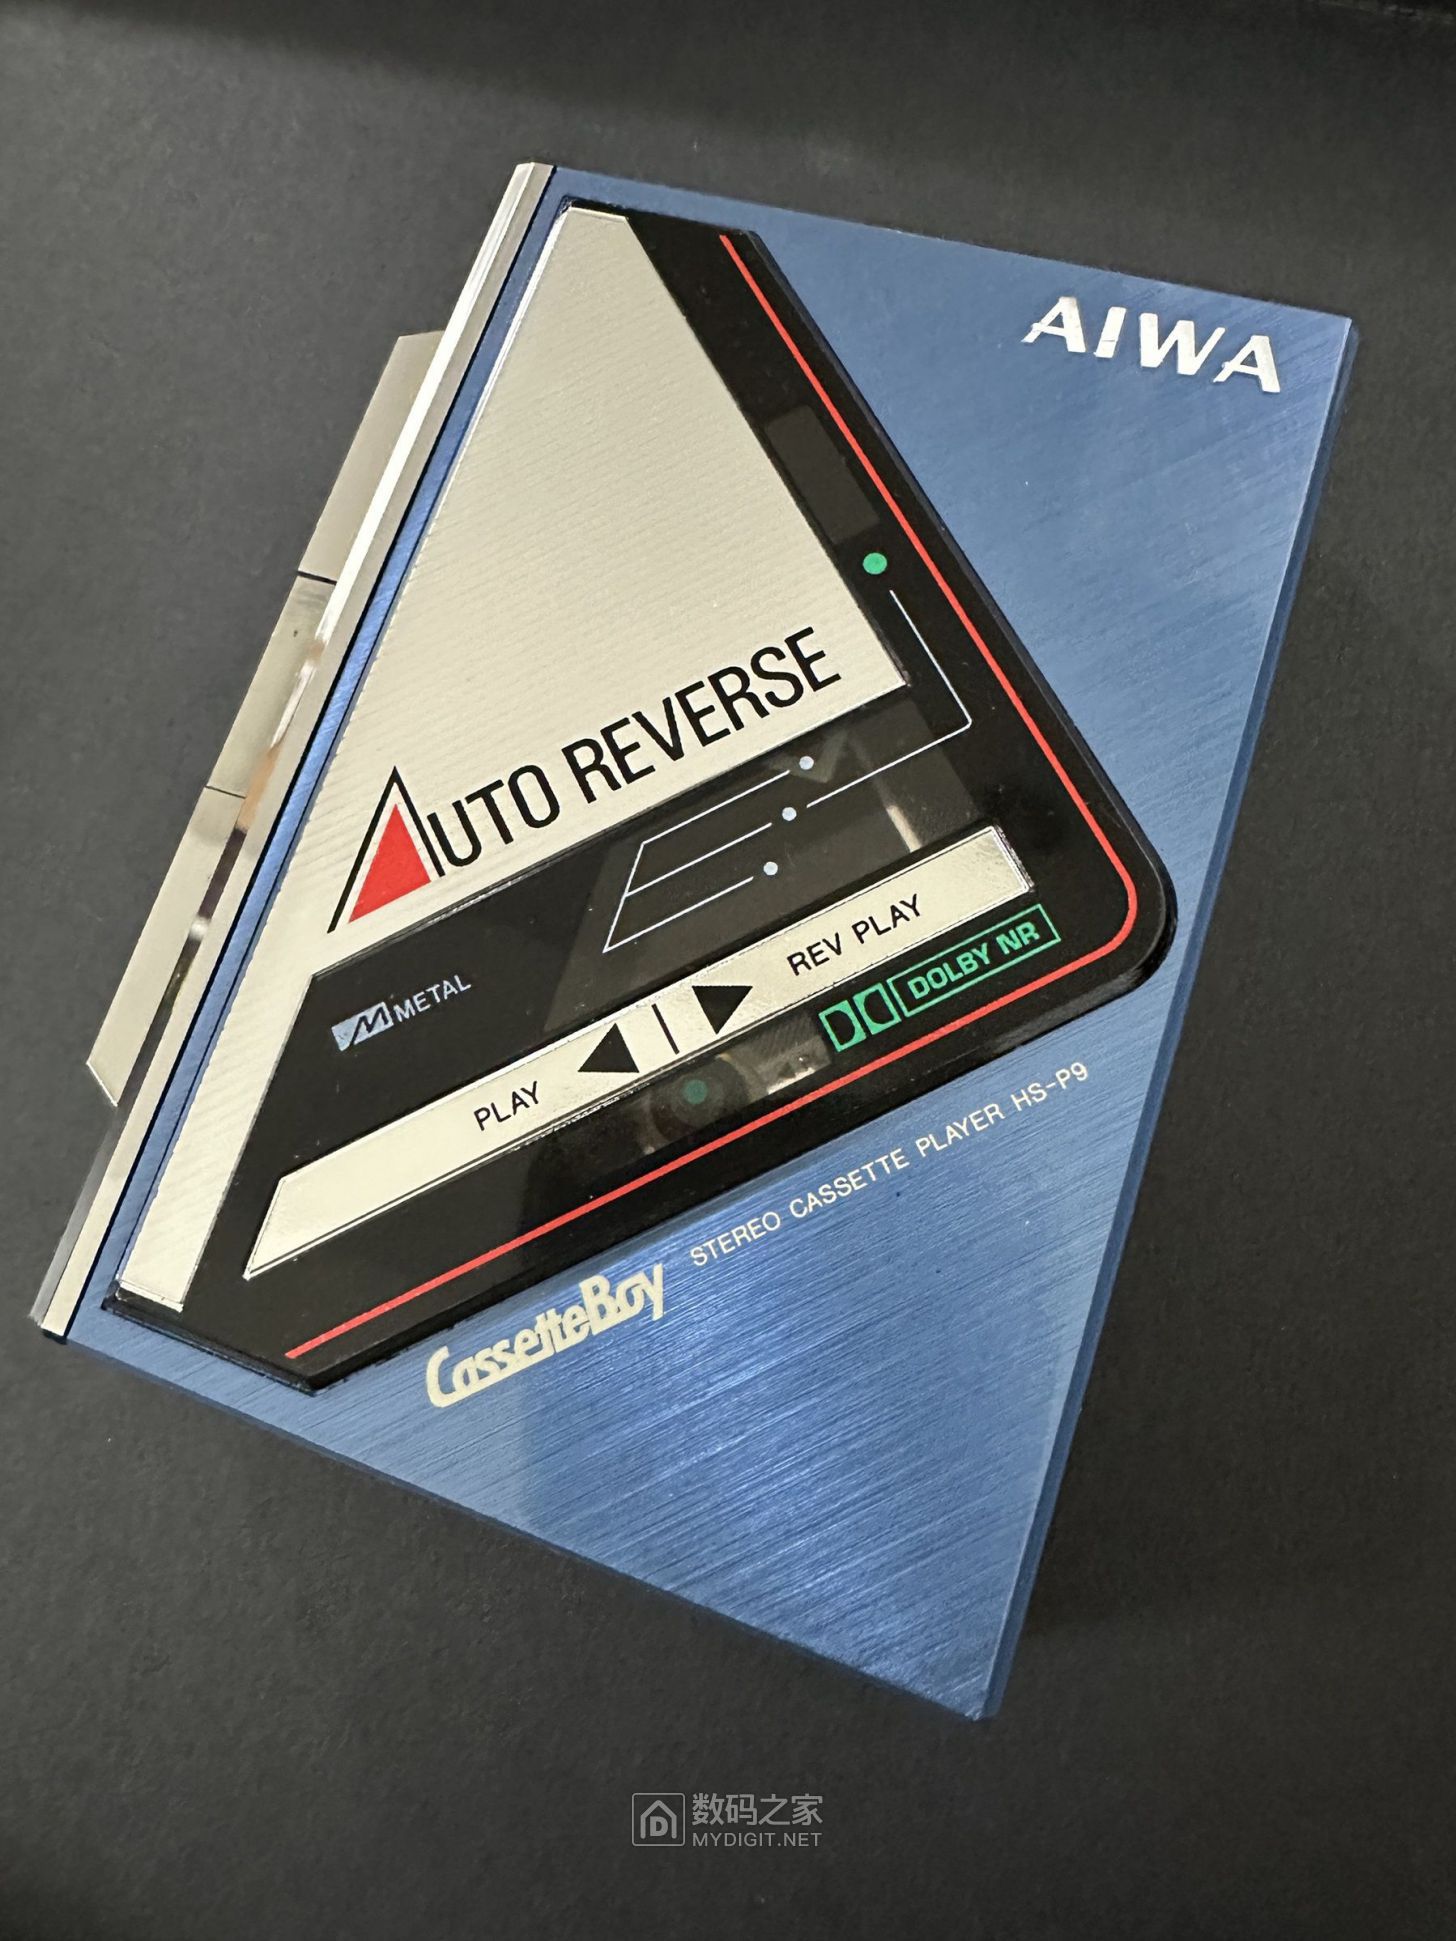 AIWA
AUTO REVERSE
METAL
PLAY
REV PLAY
DOLBY NR
CassetteBoy
STEREO CASSETTE PLAYER HS-P9
数码之家
MYDIGIT.NET